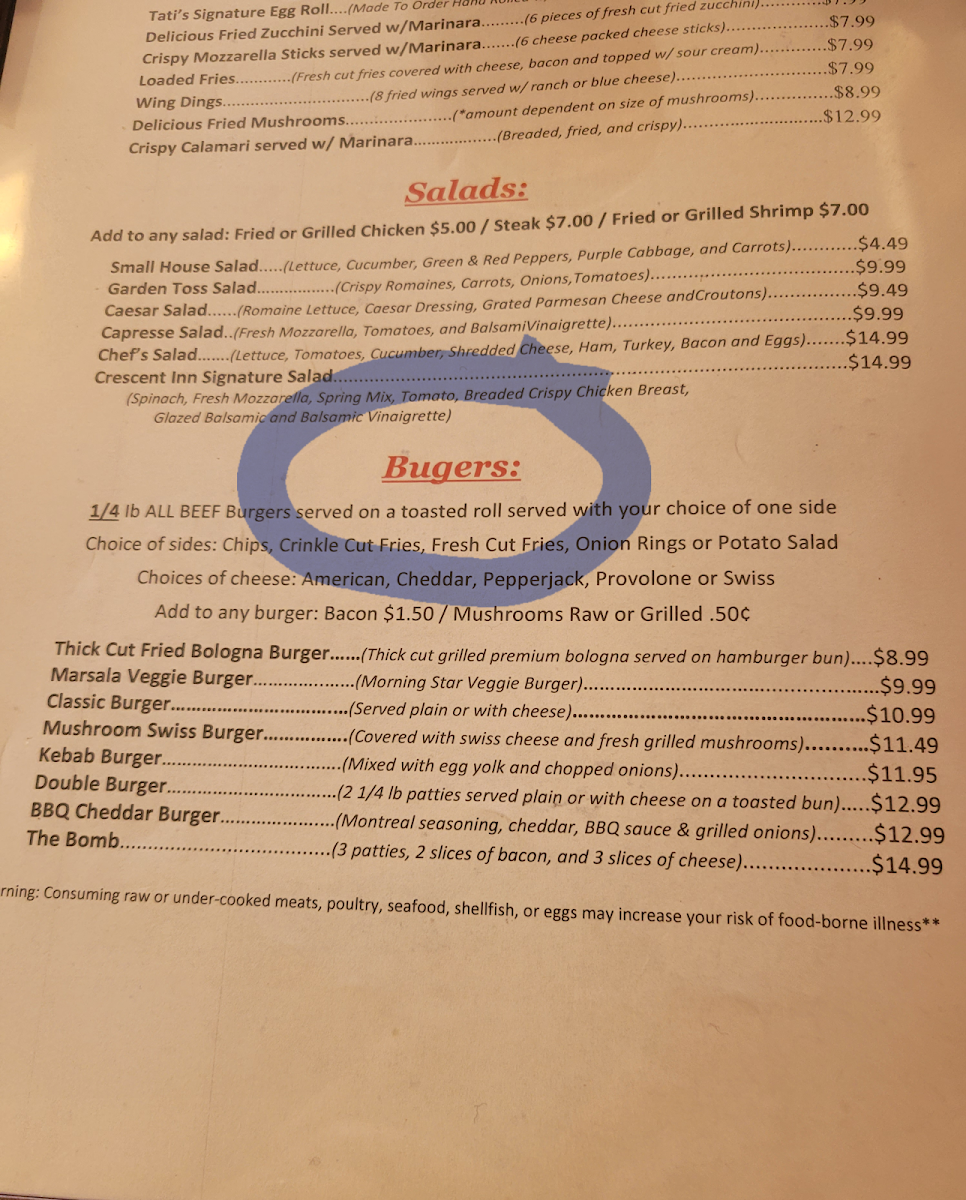 Tati's Signature Egg Roll....(Made To Order Hand
Delicious Fried Zucchini Served w/Marinara.........(6 pieces of fresh cut fried zucchini)..................$7.99
Crispy Mozzarella Sticks served w/Marinara.......(6 cheese packed cheese sticks)......................$7.99
Loaded Fries............(Fresh cut fries covered with cheese, bacon and topped w/ sour cream)................$7.99
Wing Dings................................(8 fried wings served w/ ranch or blue cheese)................................$7.99
Delicious Fried Mushrooms.......................(*amount dependent on size of mushrooms)...................$8.99
Crispy Calamari served w/ Marinara..................(Breaded, fried, and crispy)..............................$12.99
Salads:
Add to any salad: Fried or Grilled Chicken $5.00 / Steak $7.00 / Fried or Grilled Shrimp $7.00
Small House Salad.....(Lettuce, Cucumber, Green & Red Peppers, Purple Cabbage, and Carrots)..............$4.49
Garden Toss Salad.................(Crispy Romaines, Carrots, Onions,Tomatoes)...........................................$9.99
Caesar Salad......(Romaine Lettuce, Caesar Dressing, Grated Parmesan Cheese andCroutons)..................$9.49
Capresse Salad..(Fresh Mozzarella, Tomatoes, and BalsamiVinaigrette).................................................$9.99
Chef's Salad.......(Lettuce, Tomatoes, Cucumber, Shredded Cheese, Ham, Turkey, Bacon and Eggs).......$14.99
Crescent Inn Signature Salad..........................................................................................................$14.99
(Spinach, Fresh Mozzarella, Spring Mix, Tomato, Breaded Crispy Chicken Breast,
Glazed Balsamic and Balsamic Vinaigrette)
Bugers:
1/4 lb ALL BEEF Burgers served on a toasted roll served with your choice of one side
Choice of sides: Chips, Crinkle Cut Fries, Fresh Cut Fries, Onion Rings or Potato Salad
Choices of cheese: American, Cheddar, Pepperjack, Provolone or Swiss
Add to any burger: Bacon $1.50 / Mushrooms Raw or Grilled .50¢
Thick Cut Fried Bologna Burger......(Thick cut grilled premium bologna served on hamburger bun)....$8.99
Marsala Veggie Burger.....................(Morning Star Veggie Burger).............................................................$9.99
Classic Burger....................................(Served plain or with cheese)............................................................$10.99
Mushroom Swiss Burger.................(Covered with swiss cheese and fresh grilled mushrooms)..........$11.49
Kebab Burger.....................................(Mixed with egg yolk and chopped onions)......................................$11.95
Double Burger...................................(2 1/4 lb patties served plain or with cheese on a toasted bun).....$12.99
BBQ Cheddar Burger.......................(Montreal seasoning, cheddar, BBQ sauce & grilled onions).........$12.99
The Bomb...........................................(3 patties, 2 slices of bacon, and 3 slices of cheese).......................$14.99
rning: Consuming raw or under-cooked meats, poultry, seafood, shellfish, or eggs may increase your risk of food-borne illness**